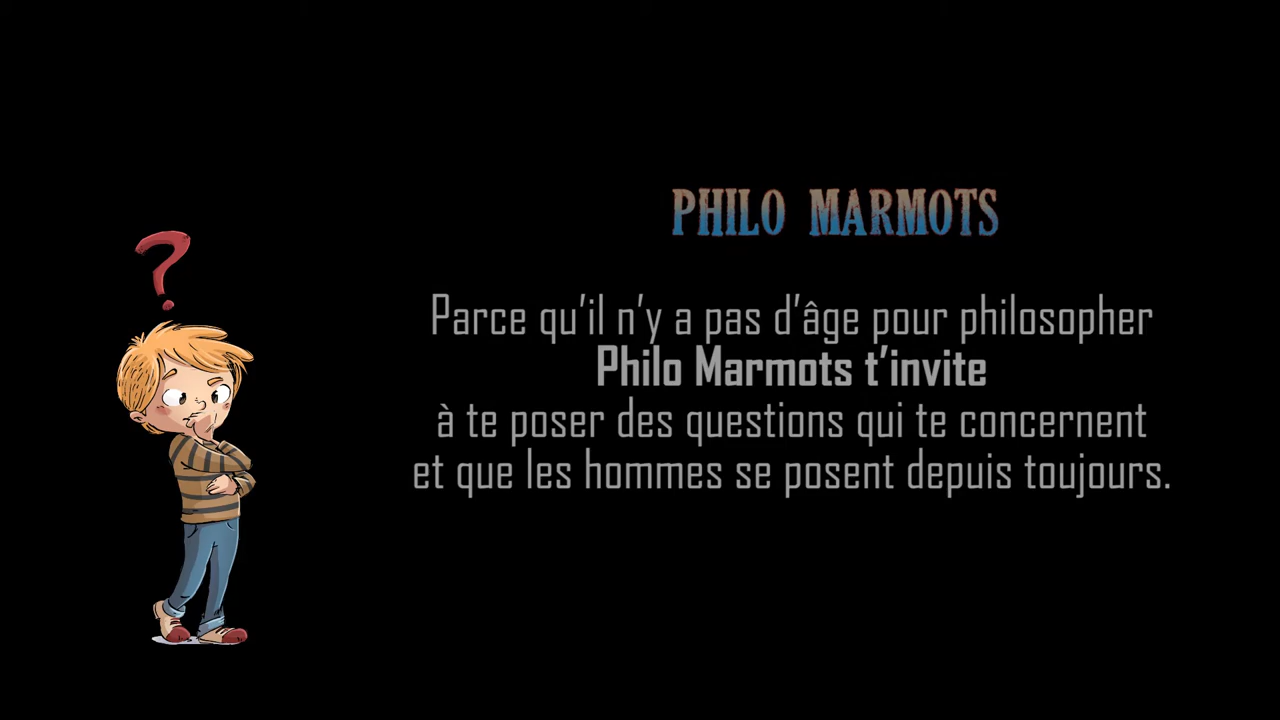 ?
PHILO MARMOTS
Parce qu'il n'y a pas d'âge pour philosopher
Philo Marmots t'invite
à te poser des questions qui te concernent
et que les hommes se posent depuis toujours.